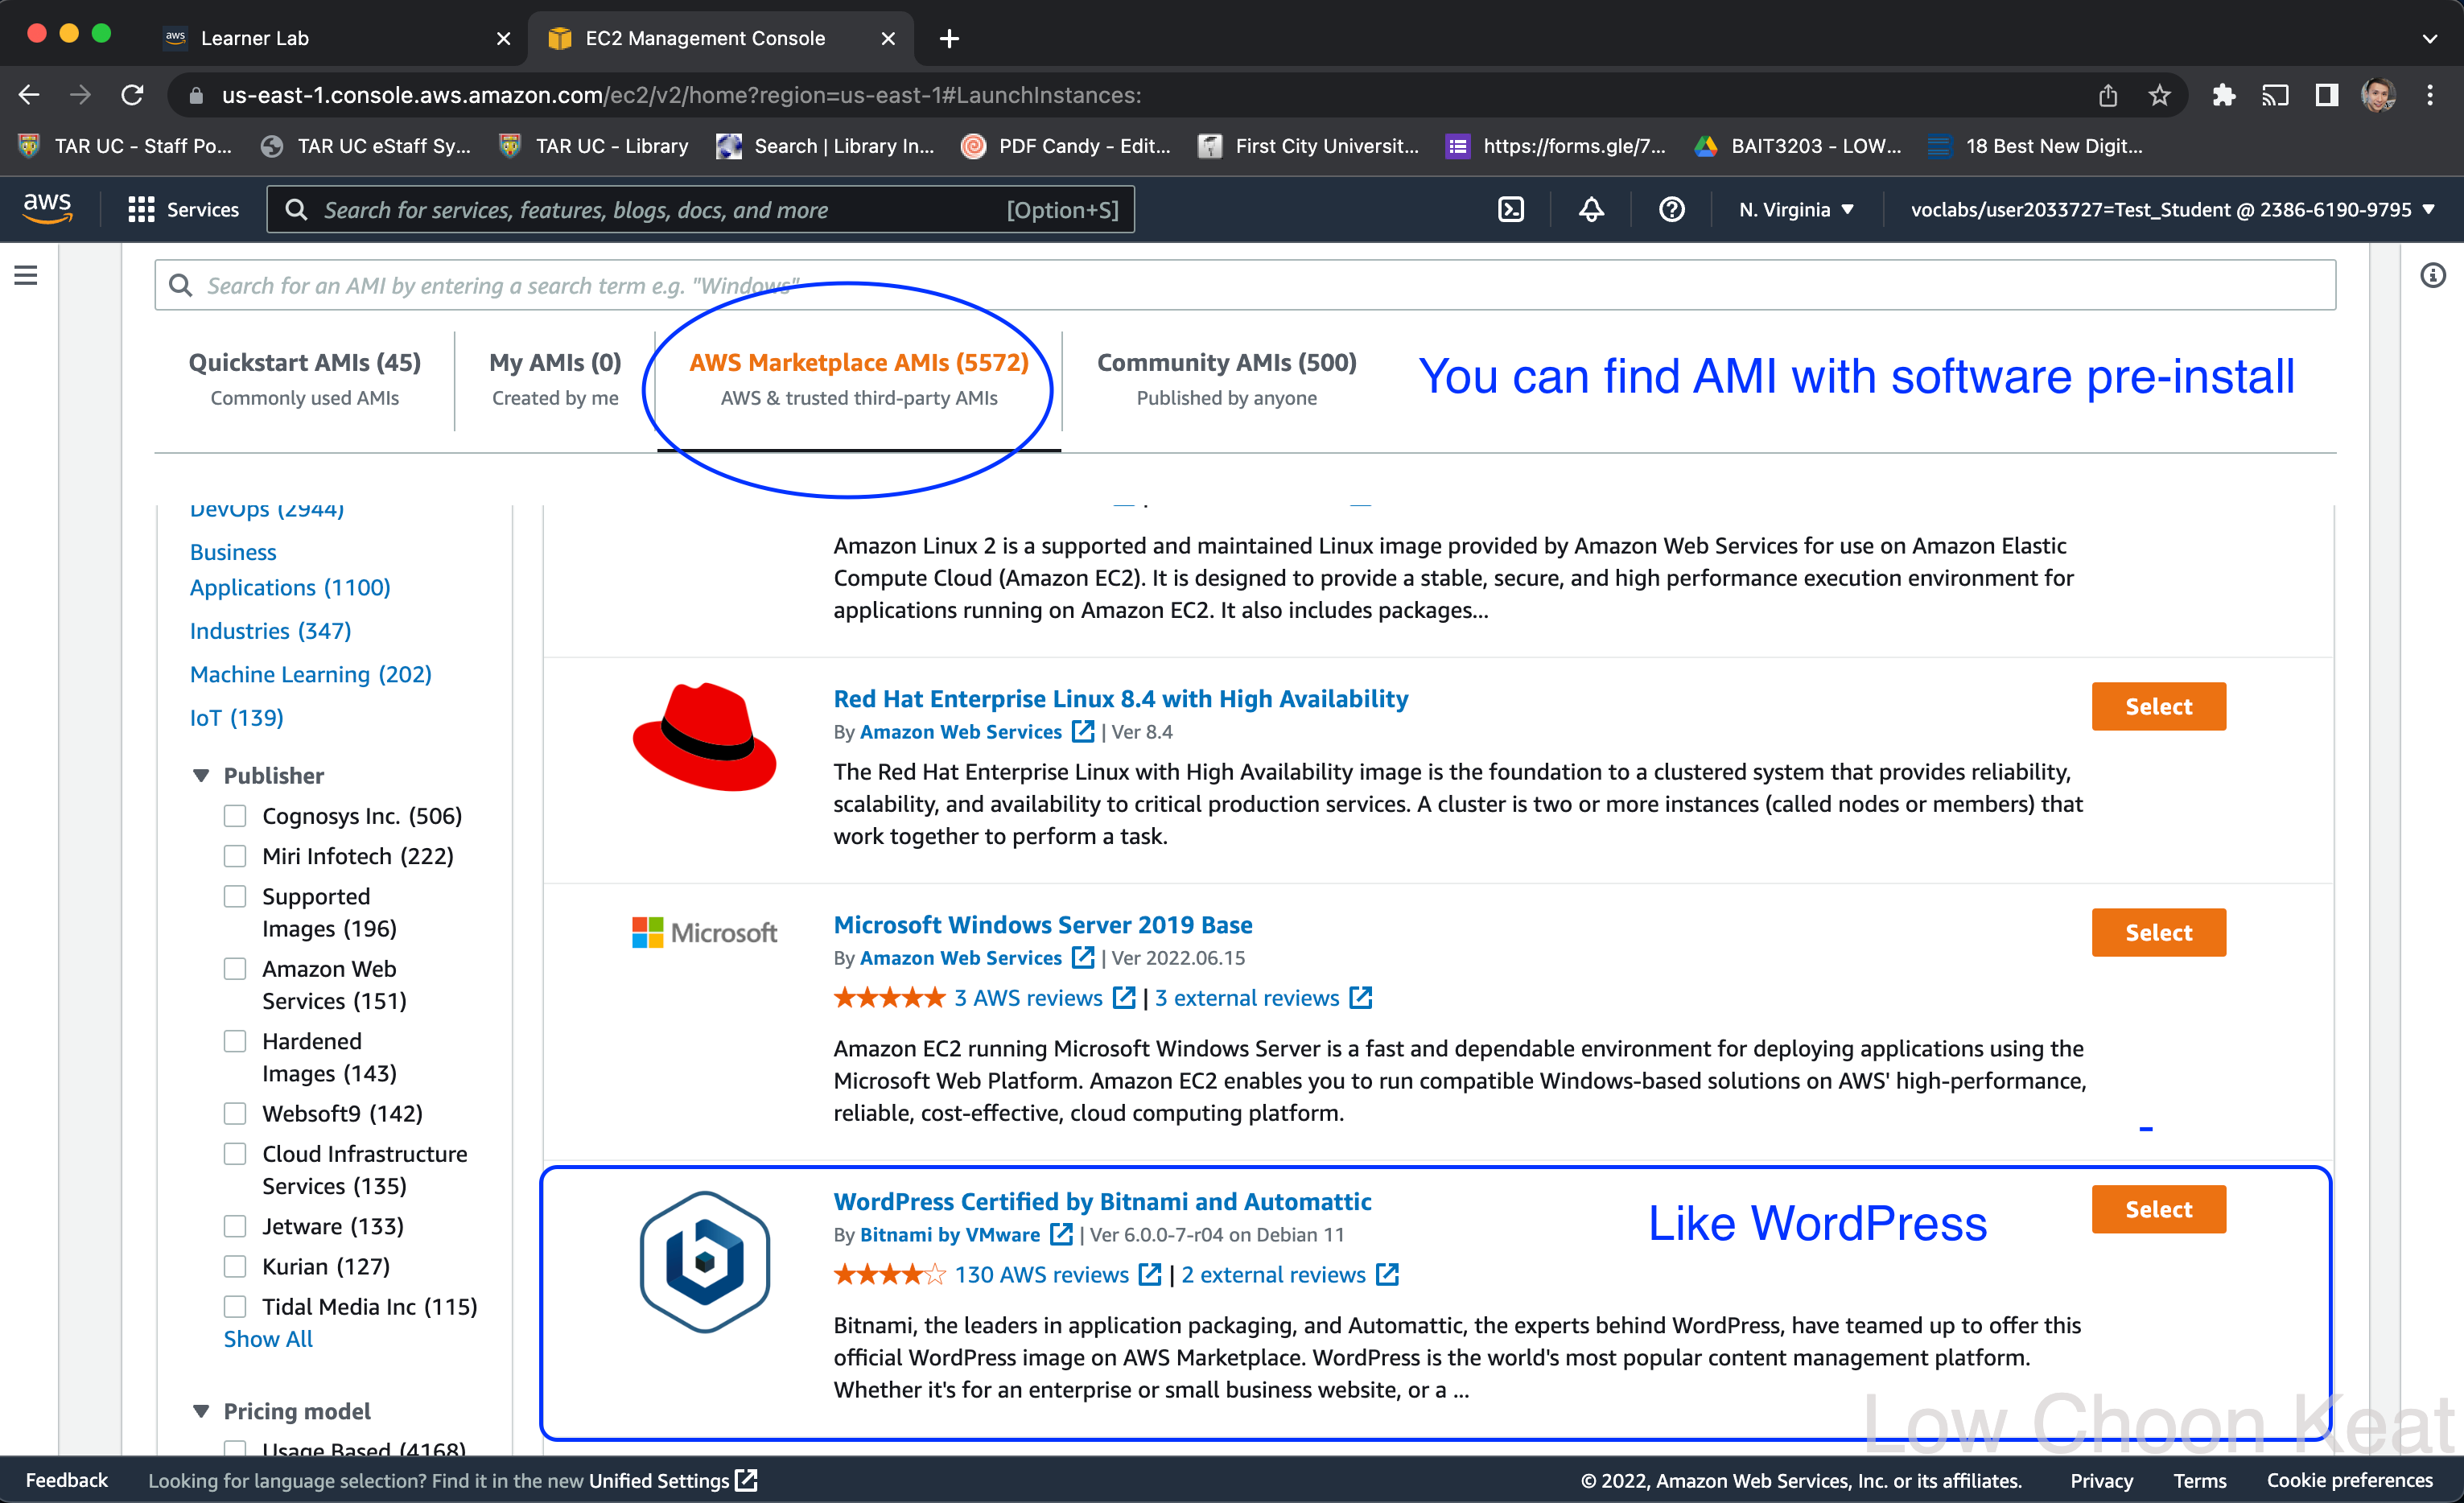 aws
Learner Lab
EC2 Management Console
us-east-1.console.aws.amazon.com/ec2/v2/home?region=us-east-1#LaunchInstances:
TAR UC - Staff Po...
TAR UC eStaff Sy...
TAR UC - Library
Search | Library In...
PDF Candy - Edit...
First City Universit...
https://forms.gle/7...
BAIT3203 - LOW...
18 Best New Digit...
aws
Services
Search for services, features, blogs, docs, and more
[Option+S]
N. Virginia
voclabs/user2033727=Test_Student @ 2386-6190-9795
Search for an AMI by entering a search term e.g. "Windows"
Quickstart AMIs (45)
Commonly used AMIs
My AMIs (0)
Created by me
AWS Marketplace AMIs (5572)
AWS & trusted third-party AMIs
Community AMIs (500)
Published by anyone
You can find AMI with software pre-install
DevOps (2944)
Business
Applications (1100)
Industries (347)
Machine Learning (202)
IoT (139)
Publisher
Cognosys Inc. (506)
Miri Infotech (222)
Supported
Images (196)
Amazon Web
Services (151)
Hardened
Images (143)
Websoft9 (142)
Cloud Infrastructure
Services (135)
Jetware (133)
Kurian (127)
Tidal Media Inc (115)
Show All
Pricing model
Usage Based (4168)
Amazon Linux 2 is a supported and maintained Linux image provided by Amazon Web Services for use on Amazon Elastic
Compute Cloud (Amazon EC2). It is designed to provide a stable, secure, and high performance execution environment for
applications running on Amazon EC2. It also includes packages...
Red Hat Enterprise Linux 8.4 with High Availability
By Amazon Web Services | Ver 8.4
The Red Hat Enterprise Linux with High Availability image is the foundation to a clustered system that provides reliability,
scalability, and availability to critical production services. A cluster is two or more instances (called nodes or members) that
work together to perform a task.
Select
Microsoft
Microsoft Windows Server 2019 Base
By Amazon Web Services | Ver 2022.06.15
3 AWS reviews | 3 external reviews
Amazon EC2 running Microsoft Windows Server is a fast and dependable environment for deploying applications using the
Microsoft Web Platform. Amazon EC2 enables you to run compatible Windows-based solutions on AWS' high-performance,
reliable, cost-effective, cloud computing platform.
Select
WordPress Certified by Bitnami and Automattic
By Bitnami by VMware | Ver 6.0.0-7-r04 on Debian 11
130 AWS reviews | 2 external reviews
Bitnami, the leaders in application packaging, and Automattic, the experts behind WordPress, have teamed up to offer this
official WordPress image on AWS Marketplace. WordPress is the world's most popular content management platform.
Whether it's for an enterprise or small business website, or a ...
Like WordPress
Select
Low Choon Keat
Feedback
Looking for language selection? Find it in the new Unified Settings
© 2022, Amazon Web Services, Inc. or its affiliates.
Privacy
Terms
Cookie preferences